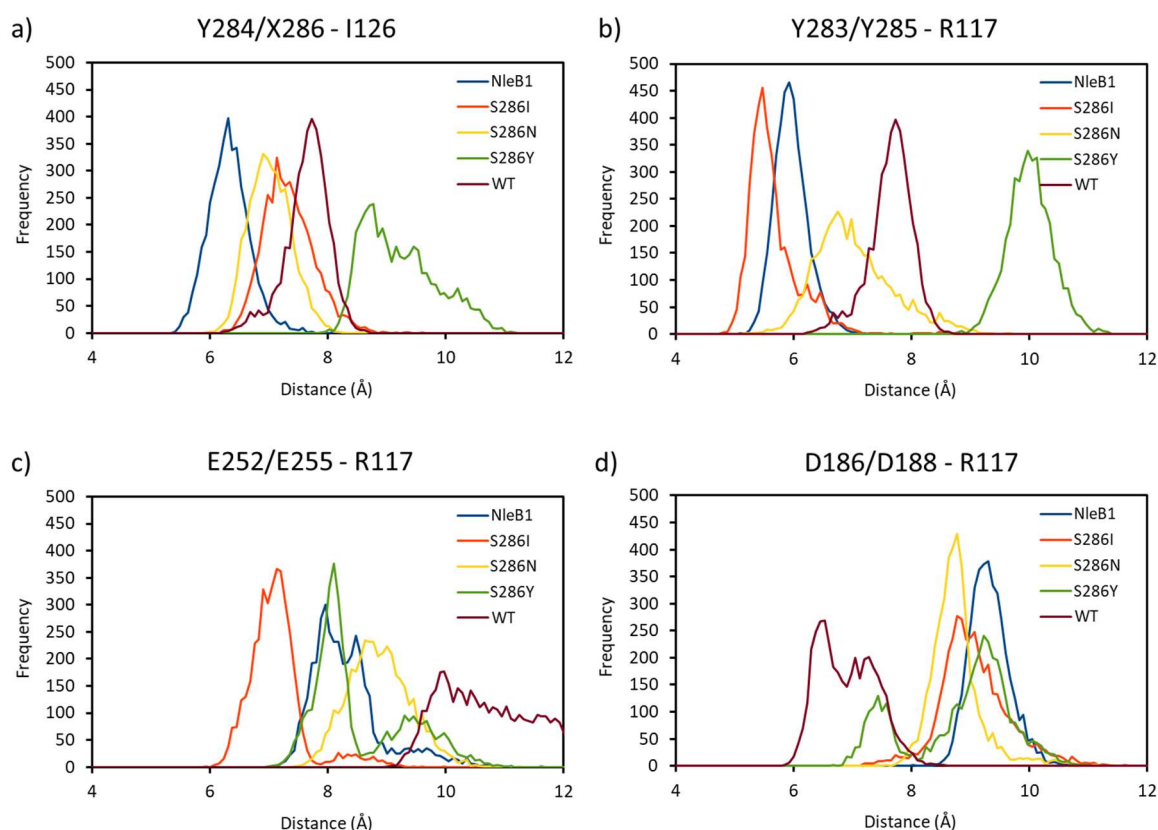 a) Y284/X286 - I126
500
450
400
350
300
250
200
150
100
50
0
Frequency
4 6 8 10 12
Distance (Å)
NleB1
S286I
S286N
S286Y
WT
b) Y283/Y285 - R117
500
450
400
350
300
250
200
150
100
50
0
Frequency
4 6 8 10 12
Distance (Å)
NleB1
S286I
S286N
S286Y
WT
c) E252/E255 - R117
500
450
400
350
300
250
200
150
100
50
0
Frequency
4 6 8 10 12
Distance (Å)
NleB1
S286I
S286N
S286Y
WT
d) D186/D188 - R117
500
450
400
350
300
250
200
150
100
50
0
Frequency
4 6 8 10 12
Distance (Å)
NleB1
S286I
S286N
S286Y
WT